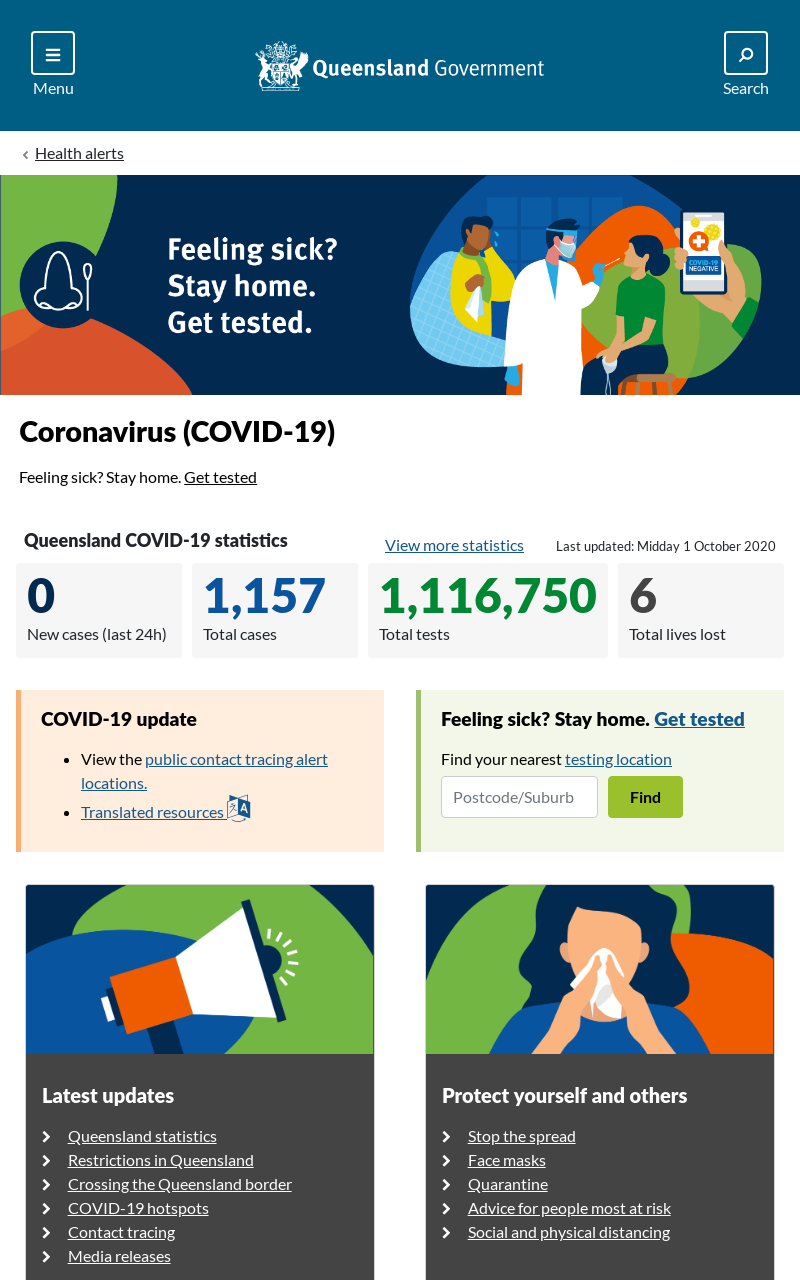 Queensland Government
Menu
Search
Health alerts
Feeling sick?
Stay home.
Get tested.
COVID-19
NEGATIVE
Coronavirus (COVID-19)
Feeling sick? Stay home. Get tested
Queensland COVID-19 statistics
View more statistics
Last updated: Midday 1 October 2020
0
New cases (last 24h)
1,157
Total cases
1,116,750
Total tests
6
Total lives lost
COVID-19 update
• View the public contact tracing alert
locations.
• Translated resources
A
Feeling sick? Stay home. Get tested
Find your nearest testing location
Postcode/Suburb
Find
Latest updates
Queensland statistics
Restrictions in Queensland
Crossing the Queensland border
COVID-19 hotspots
Contact tracing
Media releases
Protect yourself and others
Stop the spread
Face masks
Quarantine
Advice for people most at risk
Social and physical distancing